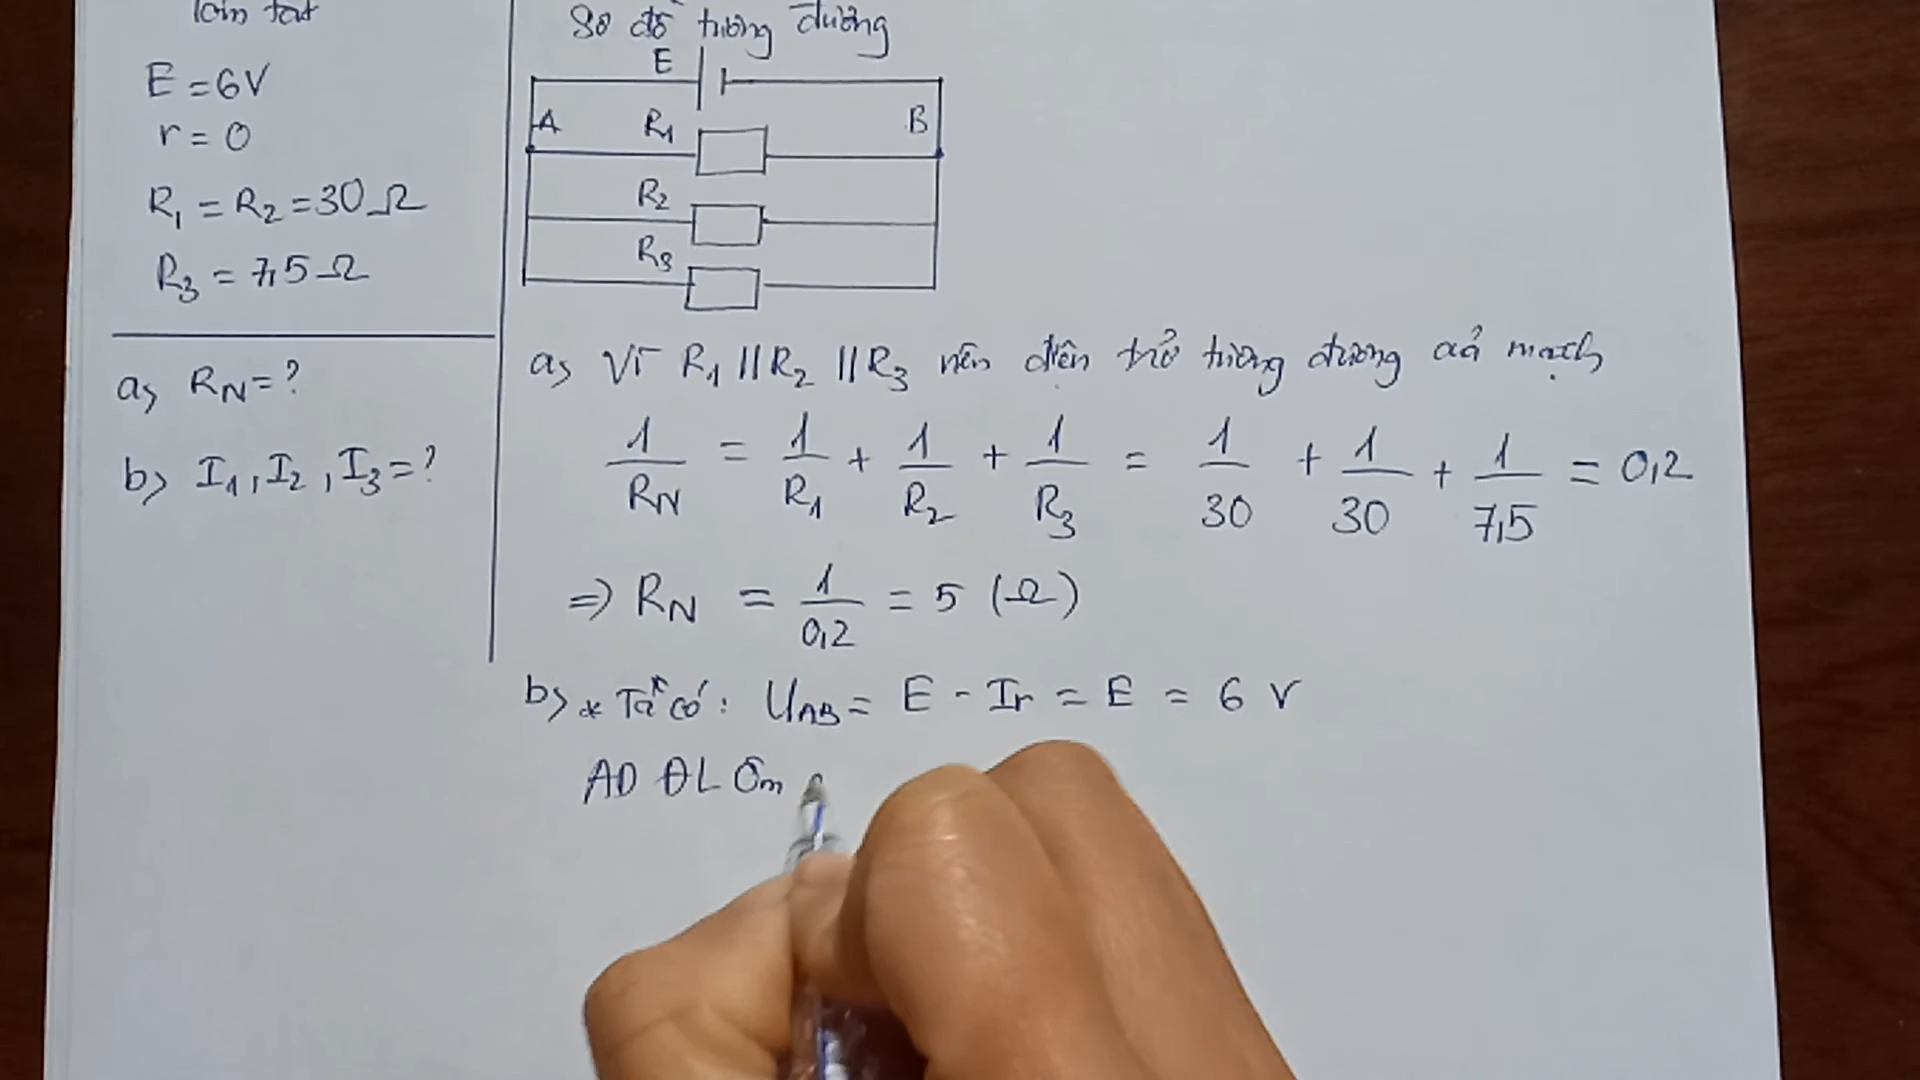 Tóm tắt
E = 6V
r = 0
R₁ = R₂ = 30 Ω
R₃ = 7,5 Ω
a, R_N = ?
b, I₁, I₂, I₃ = ?
Sơ đồ tương đương
E
A
R₁
B
R₂
R₃
a, Vì R₁ // R₂ // R₃ nên điện trở tương đương cả mạch
1/R_N = 1/R₁ + 1/R₂ + 1/R₃ = 1/30 + 1/30 + 1/7,5 = 0,2
⇒ R_N = 1/0,2 = 5 (Ω)
b, * Ta có: U_AB = E - Ir = E = 6 V
AD ĐL Ôm